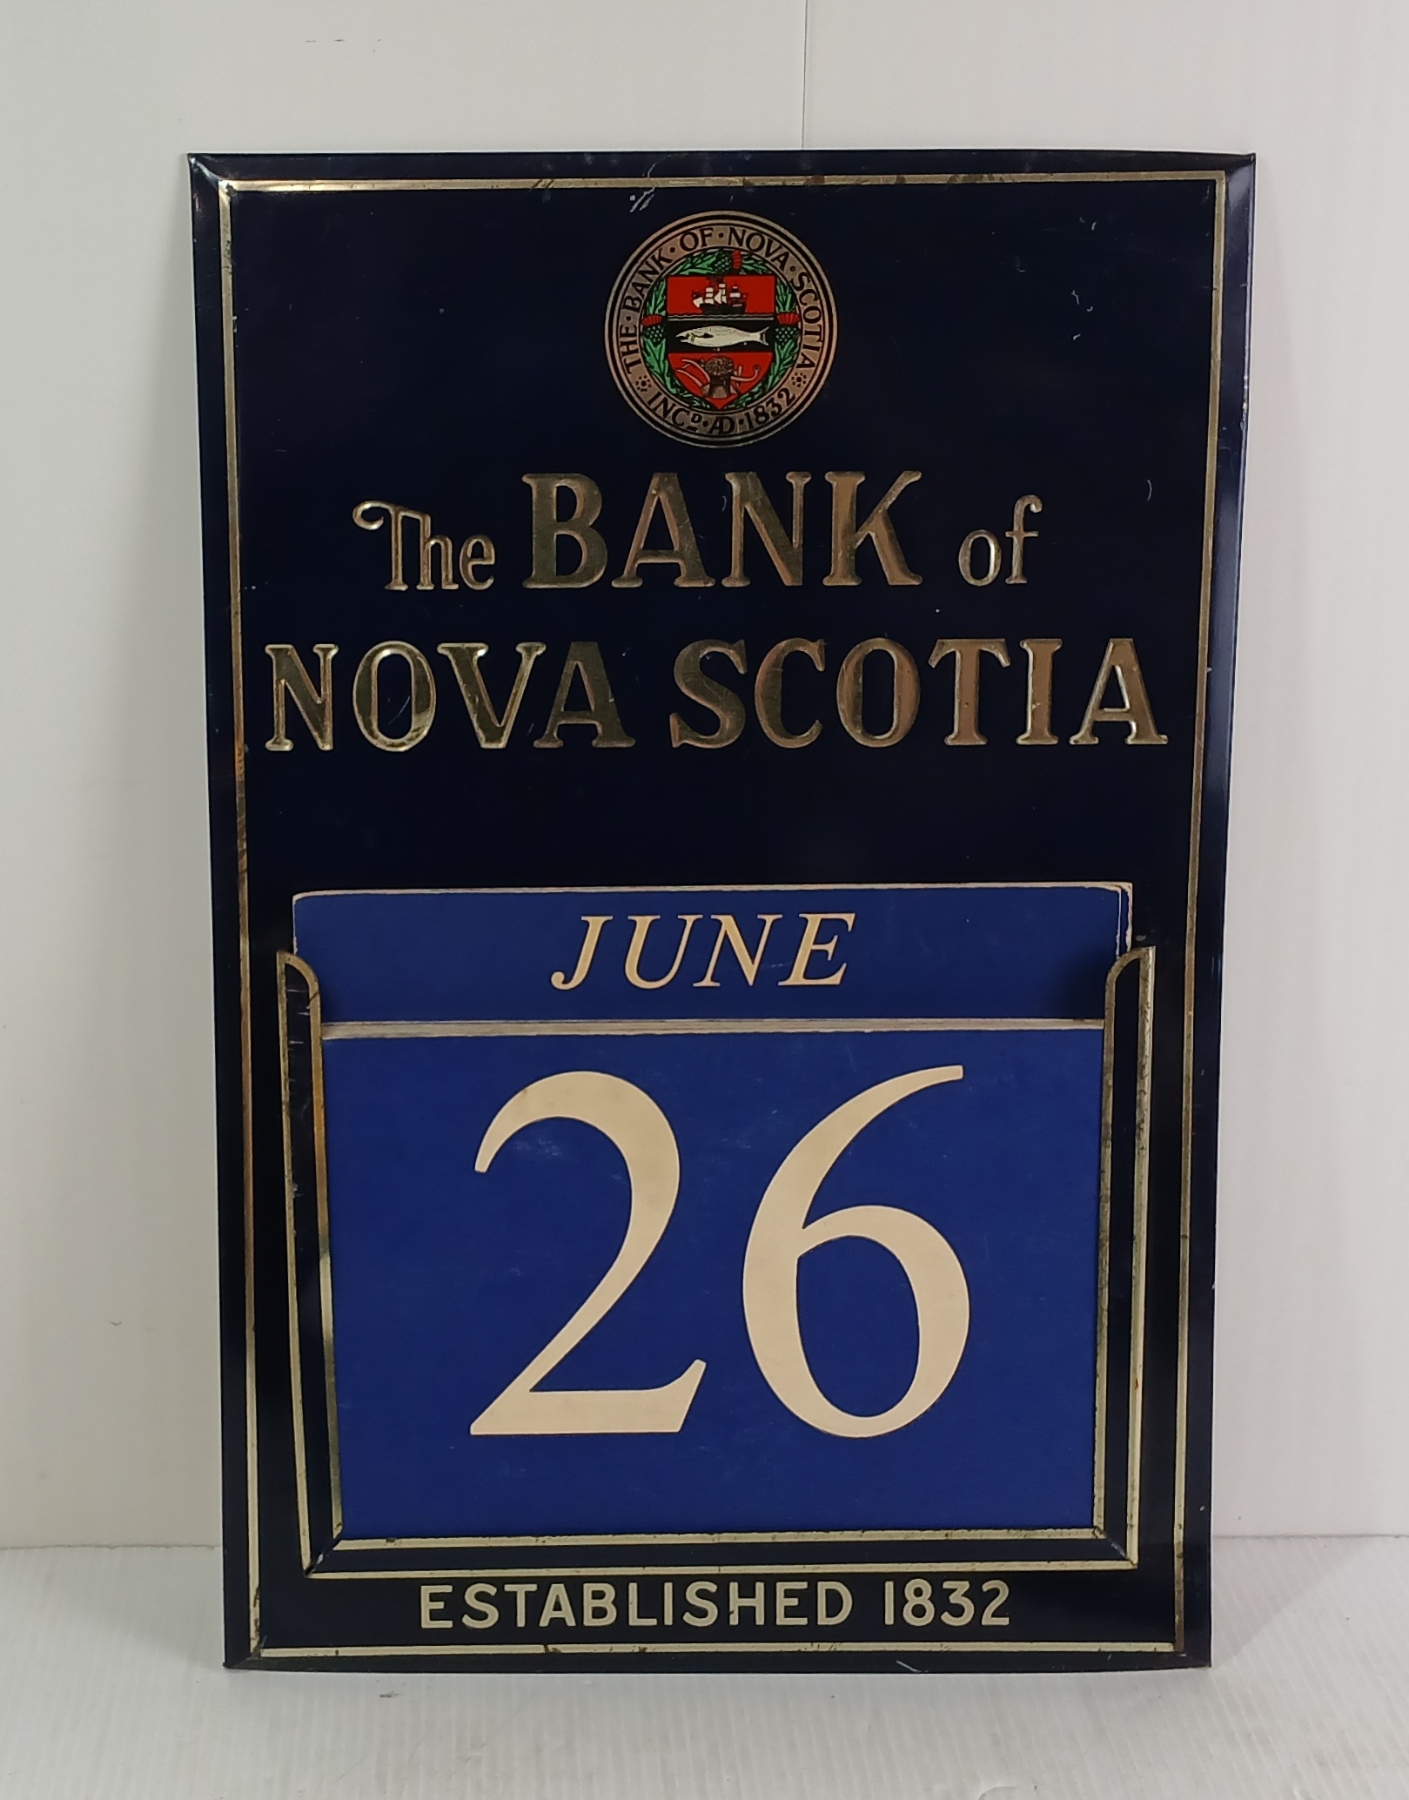 THE · BANK · OF · NOVA · SCOTIA
INCD · AD · 1832
The BANK of
NOVA SCOTIA
JUNE
26
ESTABLISHED 1832